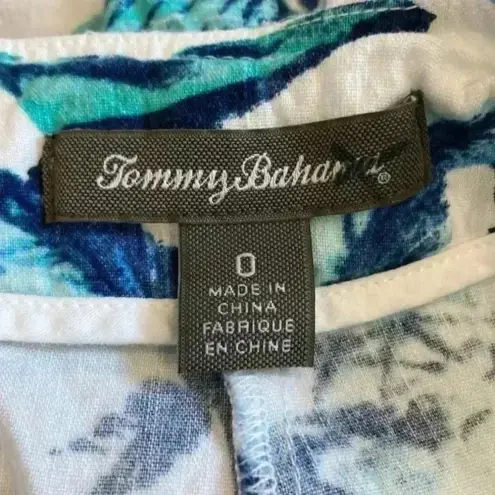 Tommy Bahama®
0
MADE IN
CHINA
FABRIQUE
EN CHINE